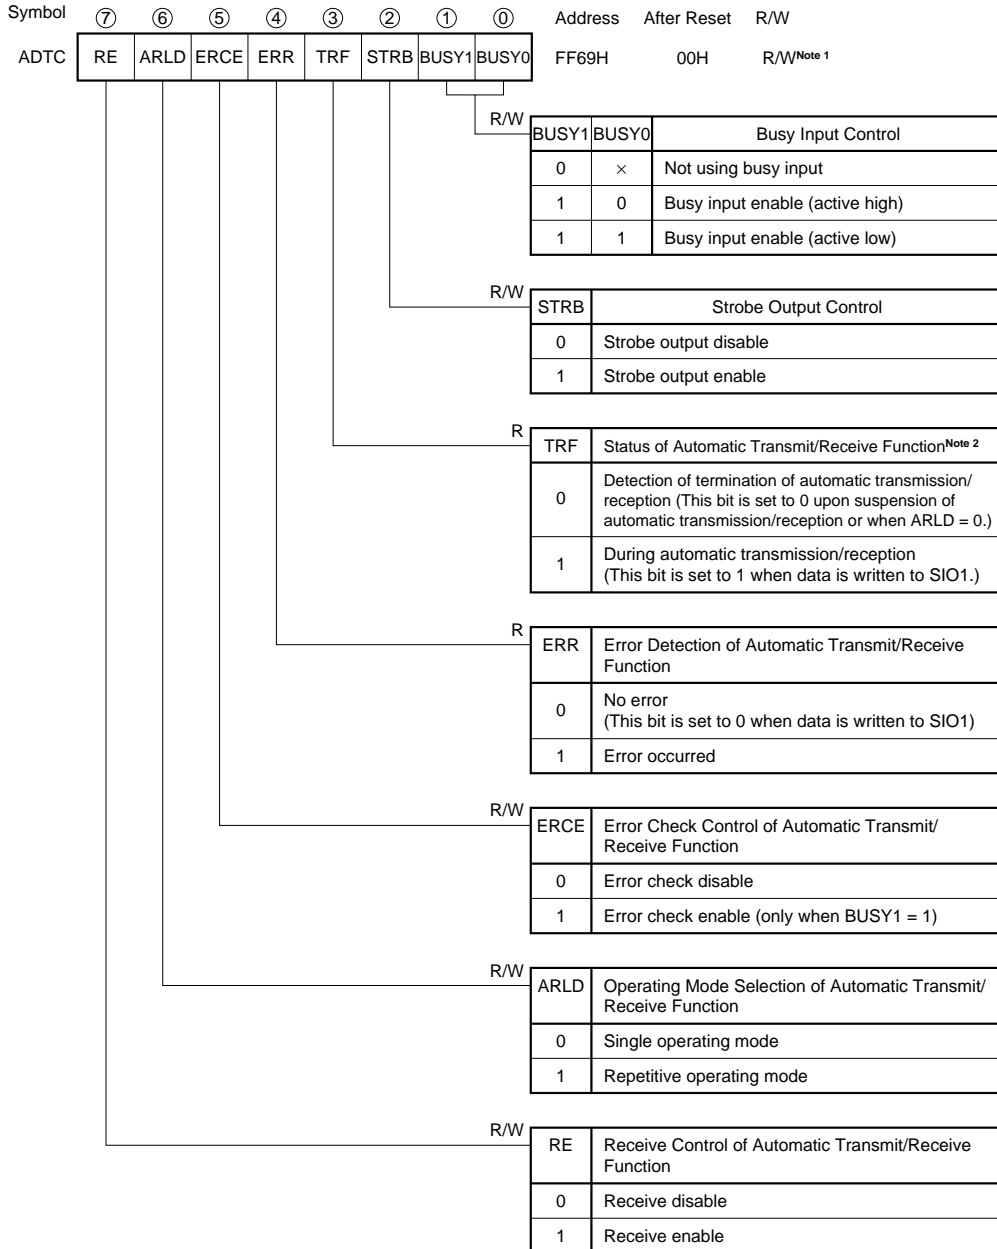 Symbol ⑦ ⑥ ⑤ ④ ③ ② ① ⓪ Address After Reset R/W
ADTC RE ARLD ERCE ERR TRF STRB BUSY1 BUSY0 FF69H 00H R/WNote 1
R/W
BUSY1 BUSY0 Busy Input Control
0 × Not using busy input
1 0 Busy input enable (active high)
1 1 Busy input enable (active low)
R/W
STRB Strobe Output Control
0 Strobe output disable
1 Strobe output enable
R
TRF Status of Automatic Transmit/Receive FunctionNote 2
0 Detection of termination of automatic transmission/
reception (This bit is set to 0 upon suspension of
automatic transmission/reception or when ARLD = 0.)
1 During automatic transmission/reception
(This bit is set to 1 when data is written to SIO1.)
R
ERR Error Detection of Automatic Transmit/Receive
Function
0 No error
(This bit is set to 0 when data is written to SIO1)
1 Error occurred
R/W
ERCE Error Check Control of Automatic Transmit/
Receive Function
0 Error check disable
1 Error check enable (only when BUSY1 = 1)
R/W
ARLD Operating Mode Selection of Automatic Transmit/
Receive Function
0 Single operating mode
1 Repetitive operating mode
R/W
RE Receive Control of Automatic Transmit/Receive
Function
0 Receive disable
1 Receive enable